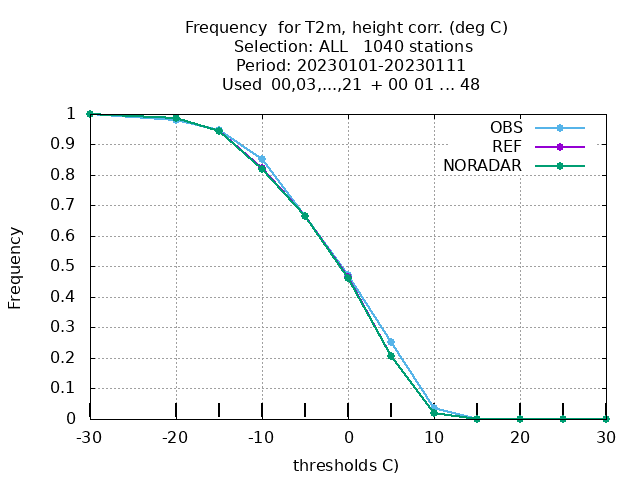 Frequency  for T2m, height corr. (deg C)
Selection: ALL   1040 stations
Period: 20230101-20230111
Used  00,03,...,21  + 00 01 ... 48
OBS
REF
NORADAR
1
0.9
0.8
0.7
0.6
0.5
0.4
0.3
0.2
0.1
0
Frequency
-30
-20
-10
0
10
20
30
thresholds C)